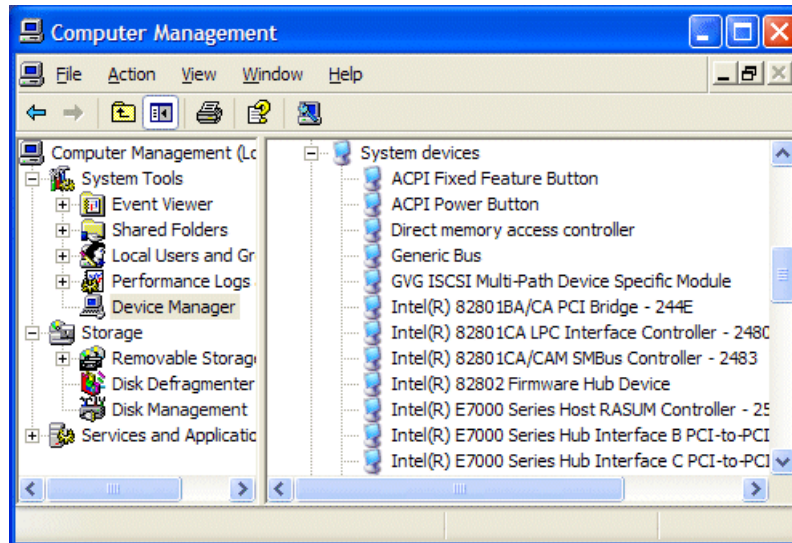 Computer Management
File Action View Window Help
Computer Management (Lc
System Tools
Event Viewer
Shared Folders
Local Users and Gr
Performance Logs
Device Manager
Storage
Removable Storag
Disk Defragmenter
Disk Management
Services and Applicatic
System devices
ACPI Fixed Feature Button
ACPI Power Button
Direct memory access controller
Generic Bus
GVG ISCSI Multi-Path Device Specific Module
Intel(R) 82801BA/CA PCI Bridge - 244E
Intel(R) 82801CA LPC Interface Controller - 2480
Intel(R) 82801CA/CAM SMBus Controller - 2483
Intel(R) 82802 Firmware Hub Device
Intel(R) E7000 Series Host RASUM Controller - 25
Intel(R) E7000 Series Hub Interface B PCI-to-PCI
Intel(R) E7000 Series Hub Interface C PCI-to-PCI